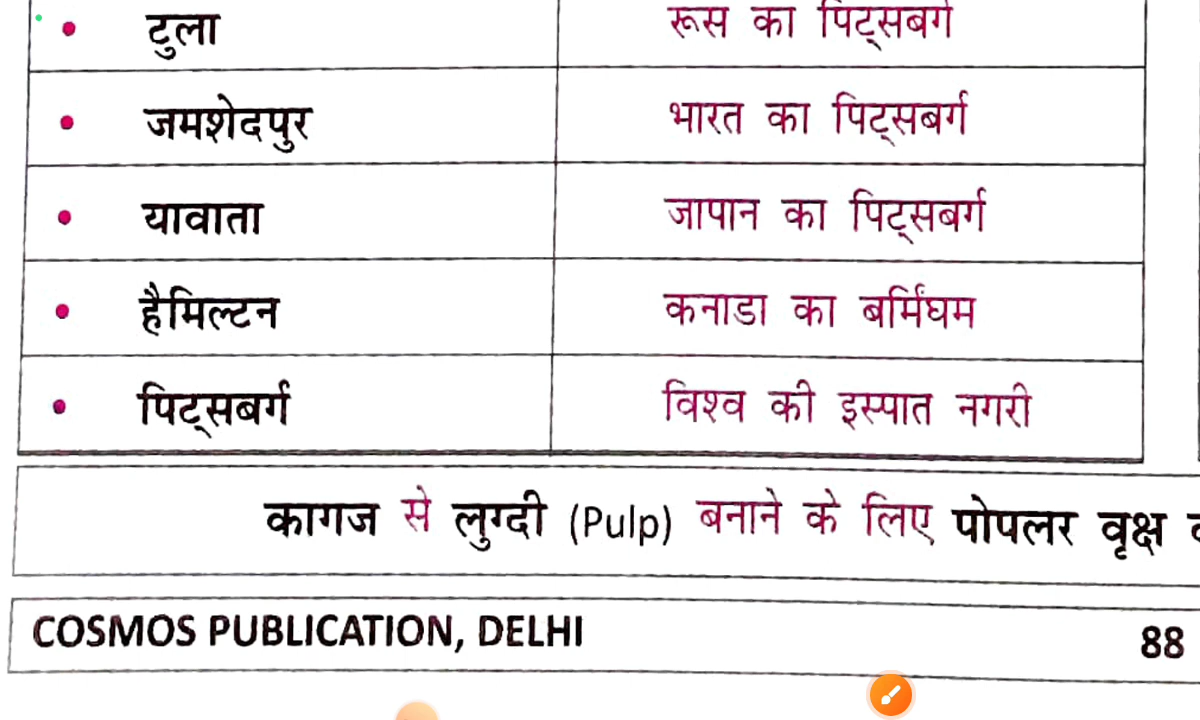 टुला रूस का पिट्सबर्ग
जमशेदपुर भारत का पिट्सबर्ग
यावाता जापान का पिट्सबर्ग
हैमिल्टन कनाडा का बर्मिंघम
पिट्सबर्ग विश्व की इस्पात नगरी
कागज से लुग्दी (Pulp) बनाने के लिए पोपलर वृक्ष
COSMOS PUBLICATION, DELHI 88